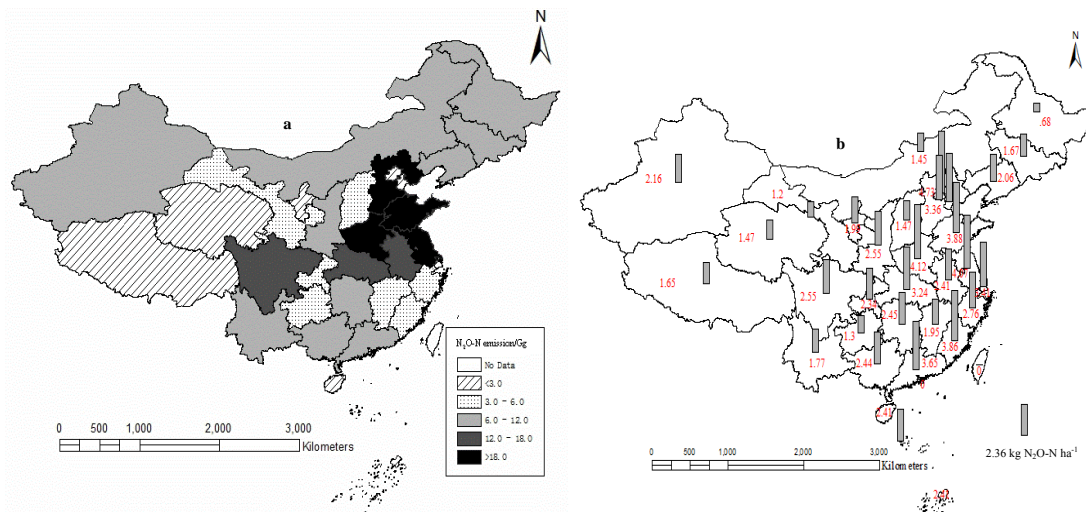 N
a
N₂O-N emission/Gg
No Data
<3.0
3.0 - 6.0
6.0 - 12.0
12.0 - 18.0
>18.0
0 500 1,000 2,000 3,000
Kilometers
N
b
.68
1.67
1.45
2.06
2.16
1.2
3.36
1.47
1.47
2.55
3.88
4.12
1.65
2.55
3.24
2.45
2.76
1.95
1.3
3.86
1.77
2.44
3.65
0
0
2.41
2.36 kg N₂O-N ha⁻¹
0 500 1,000 2,000 3,000
Kilometers